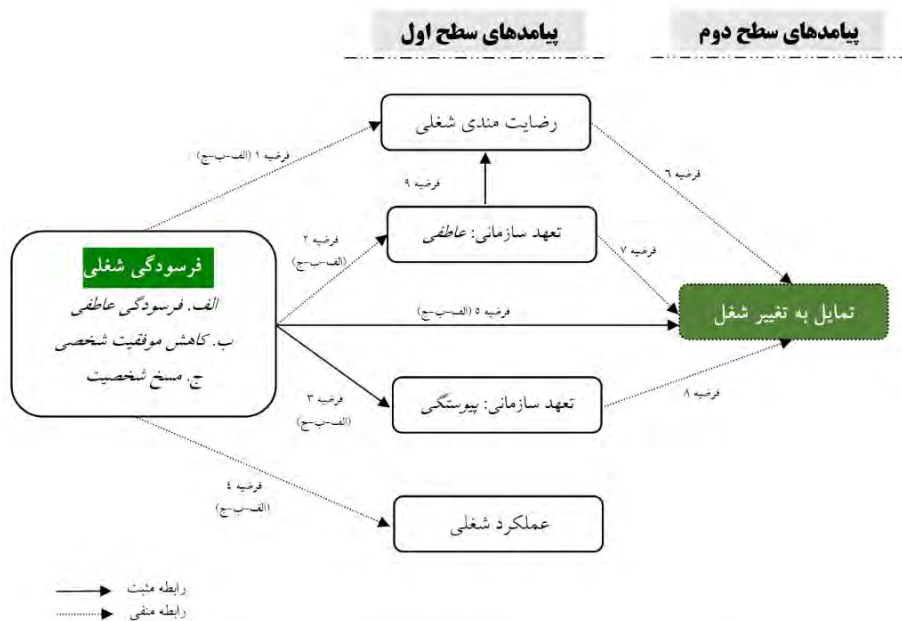 پیامدهای سطح اول
پیامدهای سطح دوم
رضایت مندی شغلی
فرضیه ۱ (الف-ب-ج)
فرضیه ۶
فرضیه ۹
فرضیه ۲
(الف-ب-ج)
تعهد سازمانی: عاطفی
فرضیه ۷
فرسودگی شغلی
الف. فرسودگی عاطفی
ب. کاهش موفقیت شخصی
ج. مسخ شخصیت
فرضیه ۵ (الف-ب-ج)
تمایل به تغییر شغل
فرضیه ۳
(الف-ب-ج)
تعهد سازمانی: پیوستگی
فرضیه ۸
فرضیه ۴
(الف-ب-ج)
عملکرد شغلی
رابطه مثبت
رابطه منفی